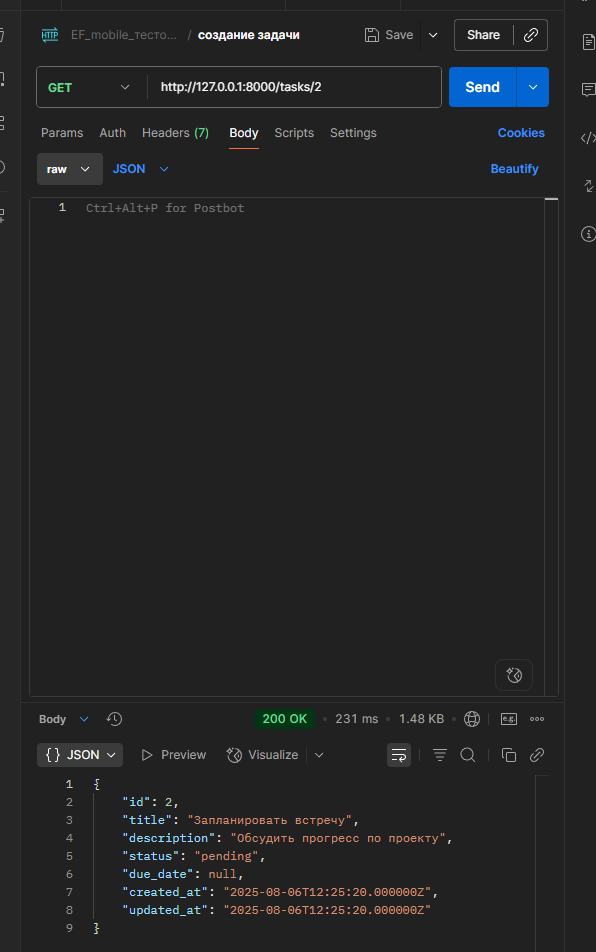 HTTP EF_mobile_тесто... / создание задачи Save Share
GET http://127.0.0.1:8000/tasks/2 Send
Params Auth Headers (7) Body Scripts Settings Cookies
raw JSON Beautify
1 Ctrl+Alt+P for Postbot
Body 200 OK • 231 ms • 1.48 KB • e.g.
{} JSON Preview Visualize
1 {
2 "id": 2,
3 "title": "Запланировать встречу",
4 "description": "Обсудить прогресс по проекту",
5 "status": "pending",
6 "due_date": null,
7 "created_at": "2025-08-06T12:25:20.000000Z",
8 "updated_at": "2025-08-06T12:25:20.000000Z"
9 }